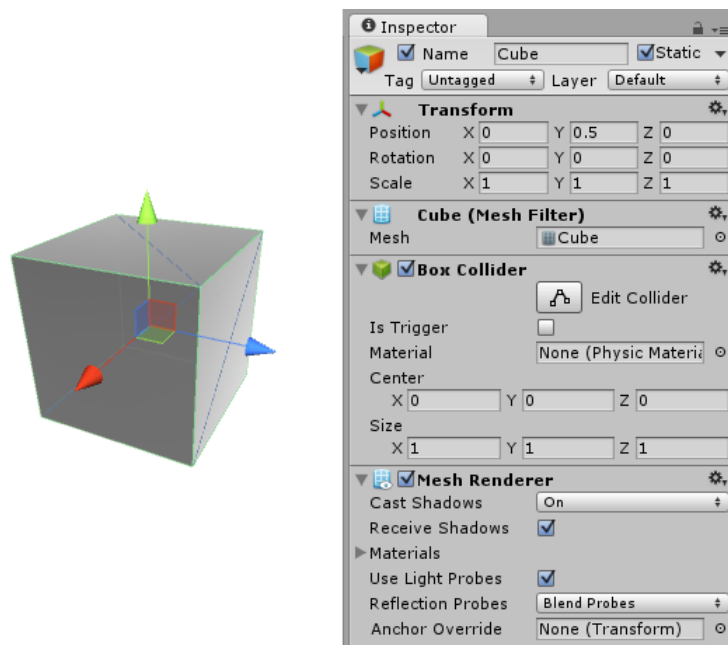 Inspector
Name Cube Static
Tag Untagged Layer Default
Transform
Position X 0 Y 0.5 Z 0
Rotation X 0 Y 0 Z 0
Scale X 1 Y 1 Z 1
Cube (Mesh Filter)
Mesh Cube
Box Collider
Edit Collider
Is Trigger
Material None (Physic Materia
Center
X 0 Y 0 Z 0
Size
X 1 Y 1 Z 1
Mesh Renderer
Cast Shadows On
Receive Shadows
Materials
Use Light Probes
Reflection Probes Blend Probes
Anchor Override None (Transform)